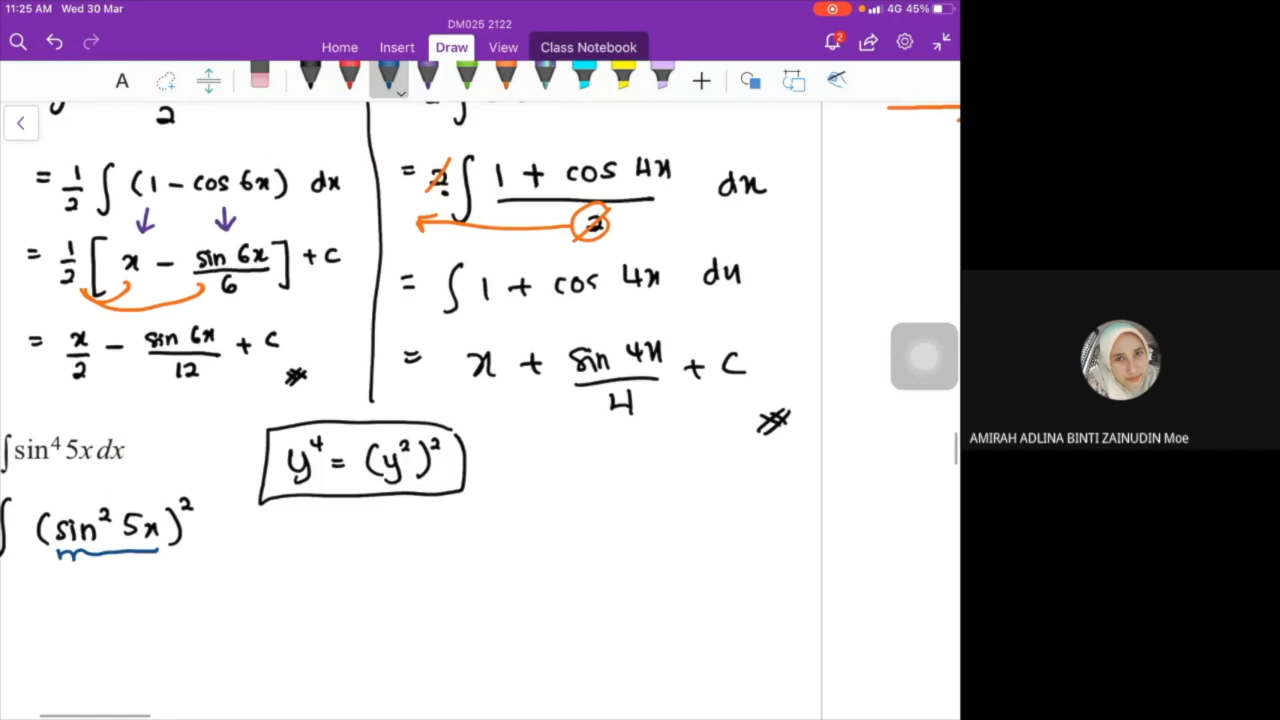 11:25 AM Wed 30 Mar
4G 45%
DM025 2122
Home Insert Draw View Class Notebook
2
A
2
= 1/2 ∫ (1 - cos 6x) dx
= 1/2 [x - sin 6x/6] + c
= x/2 - sin 6x/12 + c
= 2 ∫ 1 + cos 4x / 2 dx
= ∫ 1 + cos 4x dx
= x + sin 4x/4 + c
∫ sin⁴ 5x dx
y⁴ = (y²)²
∫ (sin² 5x)²
AMIRAH ADLINA BINTI ZAINUDIN Moe